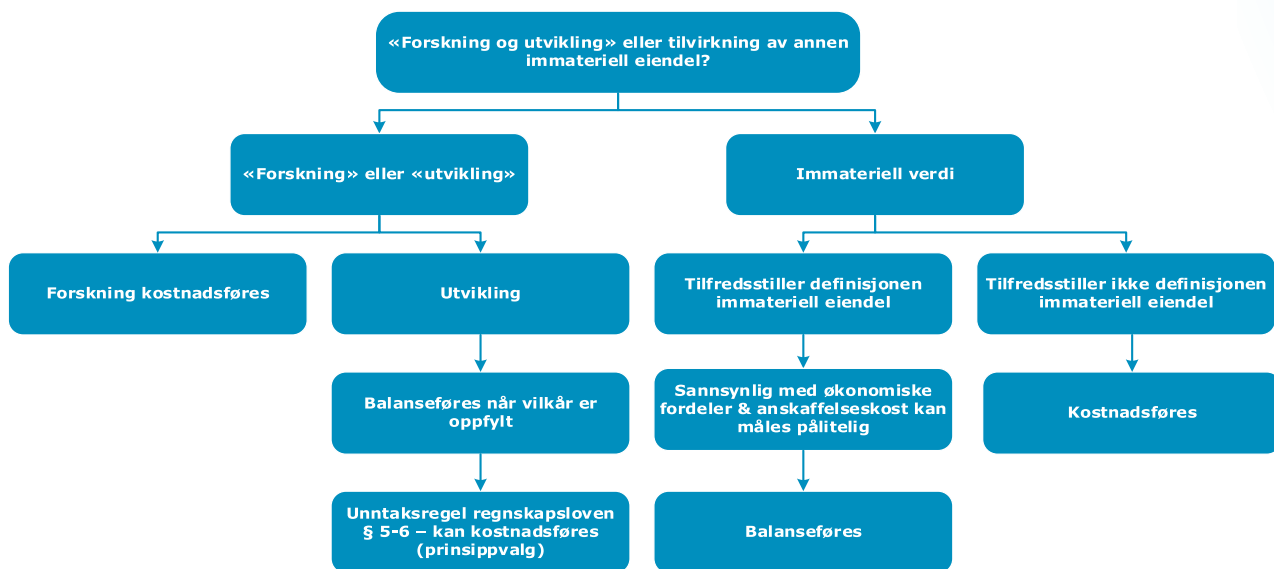 «Forskning og utvikling» eller tilvirkning av annen
immateriell eiendel?
«Forskning» eller «utvikling»
Immateriell verdi
Forskning kostnadsføres
Utvikling
Tilfredsstiller definisjonen
immateriell eiendel
Tilfredsstiller ikke definisjonen
immateriell eiendel
Balanseføres når vilkår er
oppfylt
Sannsynlig med økonomiske
fordeler & anskaffelseskost kan
måles pålitelig
Kostnadsføres
Unntaksregel regnskapsloven
§ 5-6 – kan kostnadsføres
(prinsippvalg)
Balanseføres